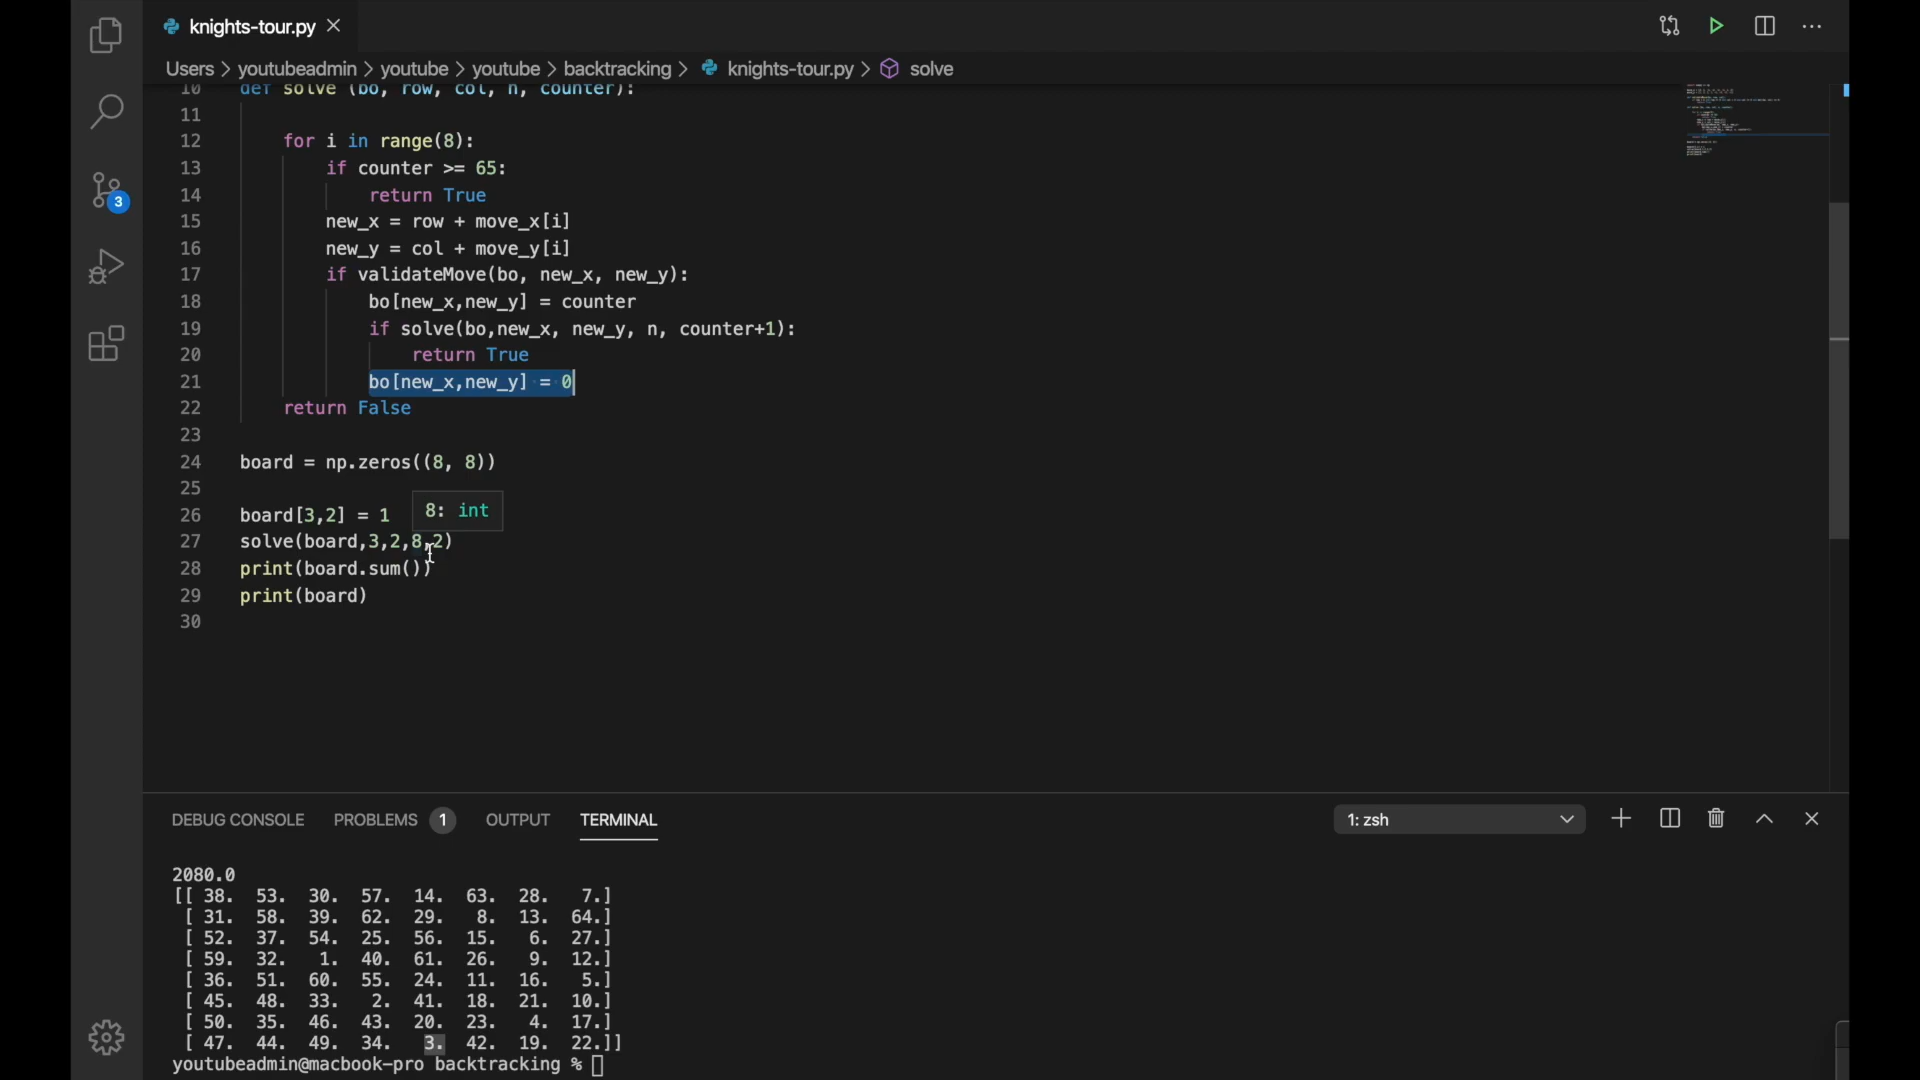 knights-tour.py
Users > youtubeadmin > youtube > youtube > backtracking > knights-tour.py > solve
10 def solve (bo, row, col, n, counter):
11
12 for i in range(8):
13 if counter >= 65:
14 return True
15 new_x = row + move_x[i]
16 new_y = col + move_y[i]
17 if validateMove(bo, new_x, new_y):
18 bo[new_x,new_y] = counter
19 if solve(bo,new_x, new_y, n, counter+1):
20 return True
21 bo[new_x,new_y] = 0
22 return False
23
24 board = np.zeros((8, 8))
25
26 board[3,2] = 1
8: int
27 solve(board,3,2,8,2)
28 print(board.sum())
29 print(board)
30
3
DEBUG CONSOLE PROBLEMS 1 OUTPUT TERMINAL 1: zsh
2080.0
[[ 38. 53. 30. 57. 14. 63. 28. 7.]
[ 31. 58. 39. 62. 29. 8. 13. 64.]
[ 52. 37. 54. 25. 56. 15. 6. 27.]
[ 59. 32. 1. 40. 61. 26. 9. 12.]
[ 36. 51. 60. 55. 24. 11. 16. 5.]
[ 45. 48. 33. 2. 41. 18. 21. 10.]
[ 50. 35. 46. 43. 20. 23. 4. 17.]
[ 47. 44. 49. 34. 3. 42. 19. 22.]]
youtubeadmin@macbook-pro backtracking %